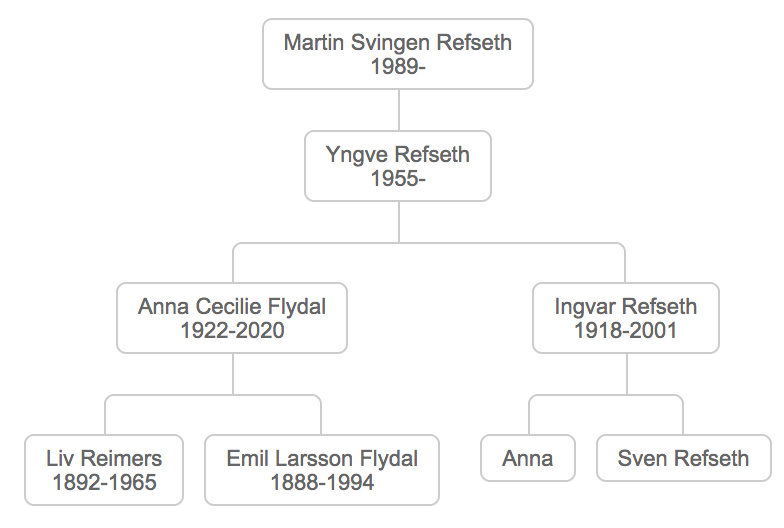 Martin Svingen Refseth
1989-
Yngve Refseth
1955-
Anna Cecilie Flydal
1922-2020
Ingvar Refseth
1918-2001
Liv Reimers
1892-1965
Emil Larsson Flydal
1888-1994
Anna
Sven Refseth